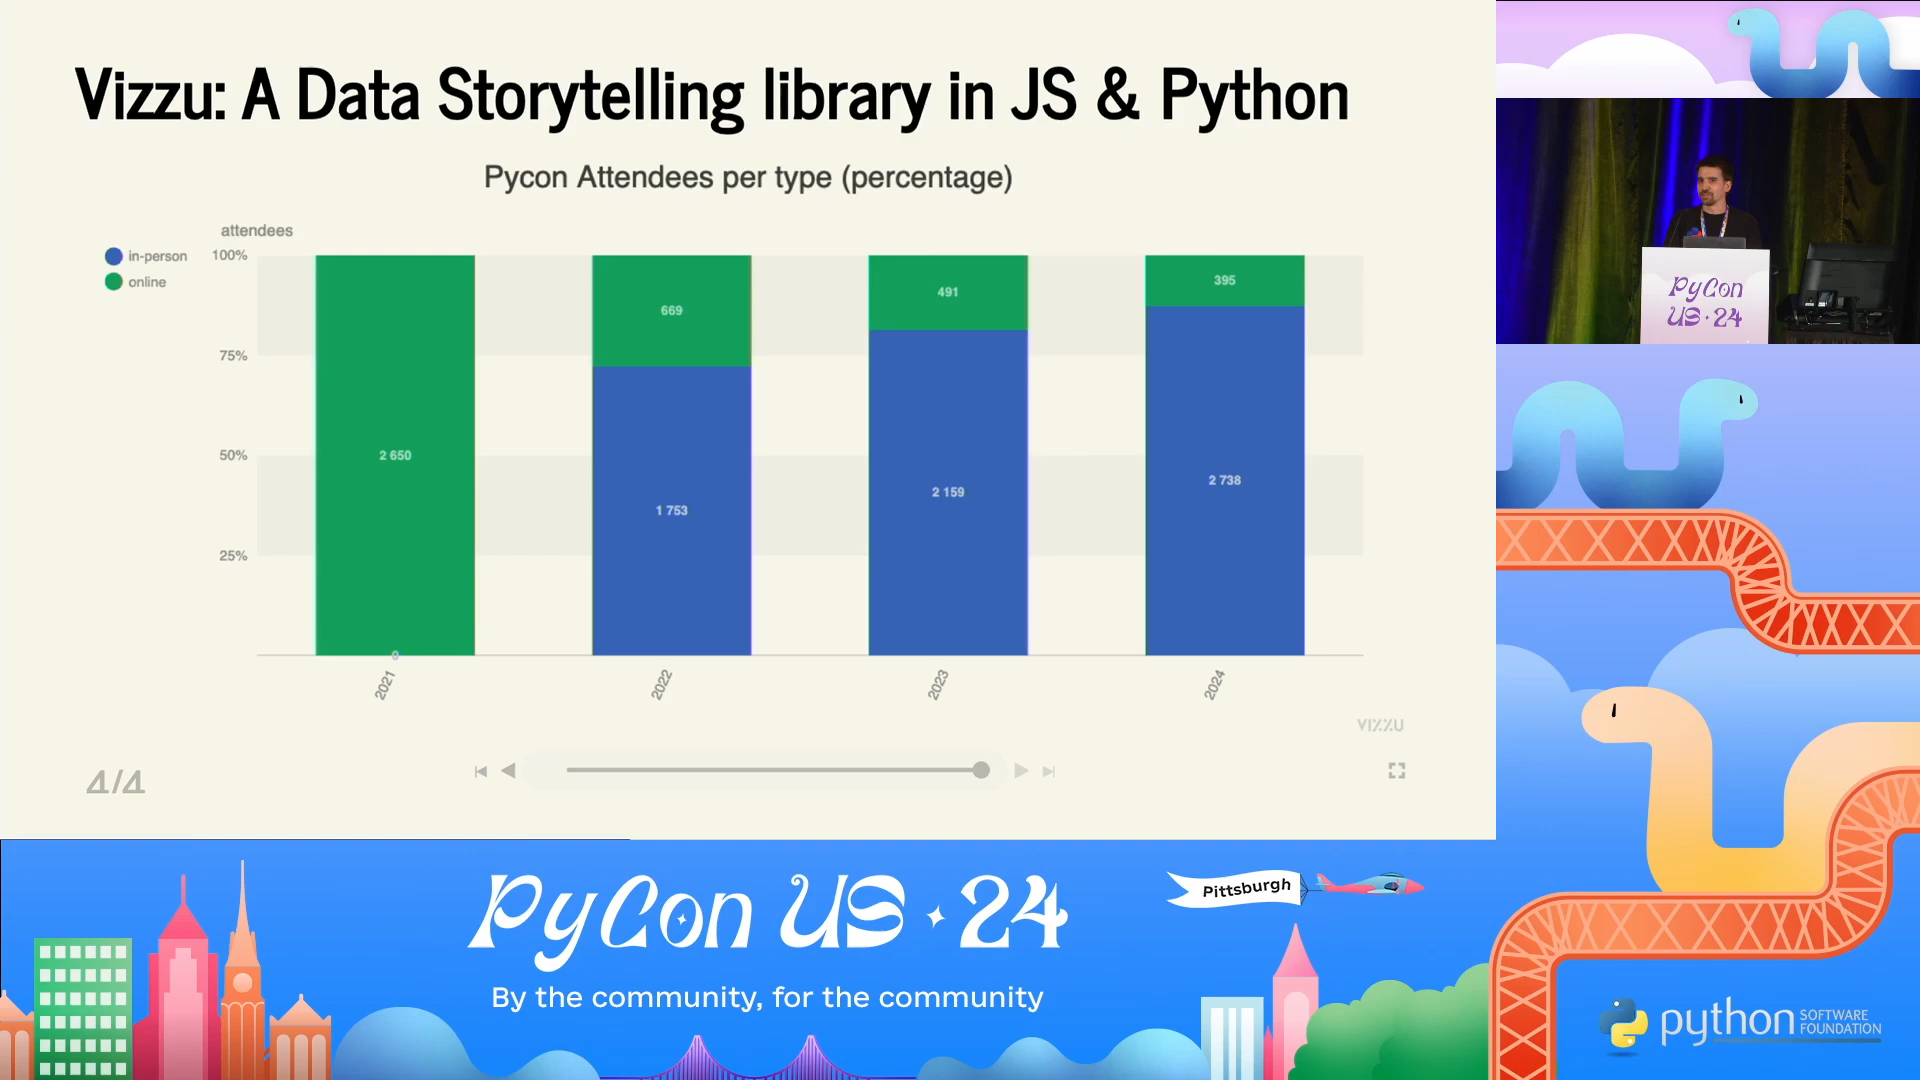 Vizzu: A Data Storytelling library in JS & Python
Pycon Attendees per type (percentage)
attendees
in-person
online
100%
75%
50%
25%
2 650
0
669
1 753
491
2 159
395
2 738
2021
2022
2023
2024
VIZZU
4/4
PyCon
US · 24
PyCon US · 24
By the community, for the community
Pittsburgh
python
SOFTWARE
FOUNDATION